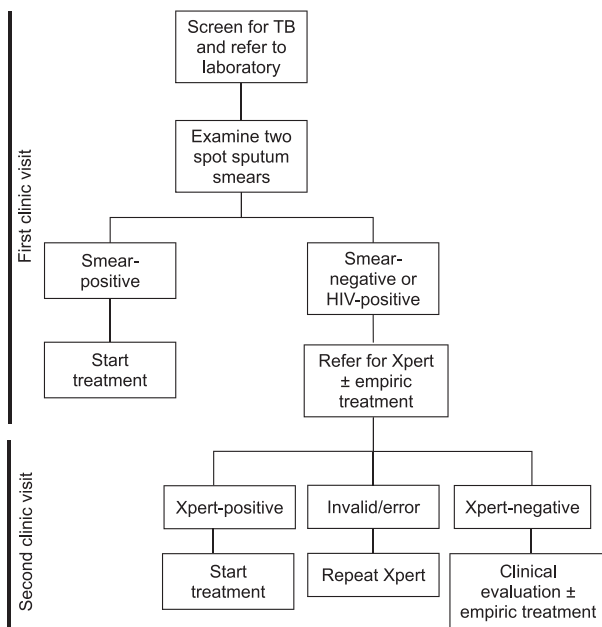 Screen for TB
and refer to
laboratory
Examine two
spot sputum
smears
First clinic visit
Smear-
positive
Smear-
negative or
HIV-positive
Start
treatment
Refer for Xpert
± empiric
treatment
Second clinic visit
Xpert-positive
Invalid/error
Xpert-negative
Start
treatment
Repeat Xpert
Clinical
evaluation ±
empiric treatment